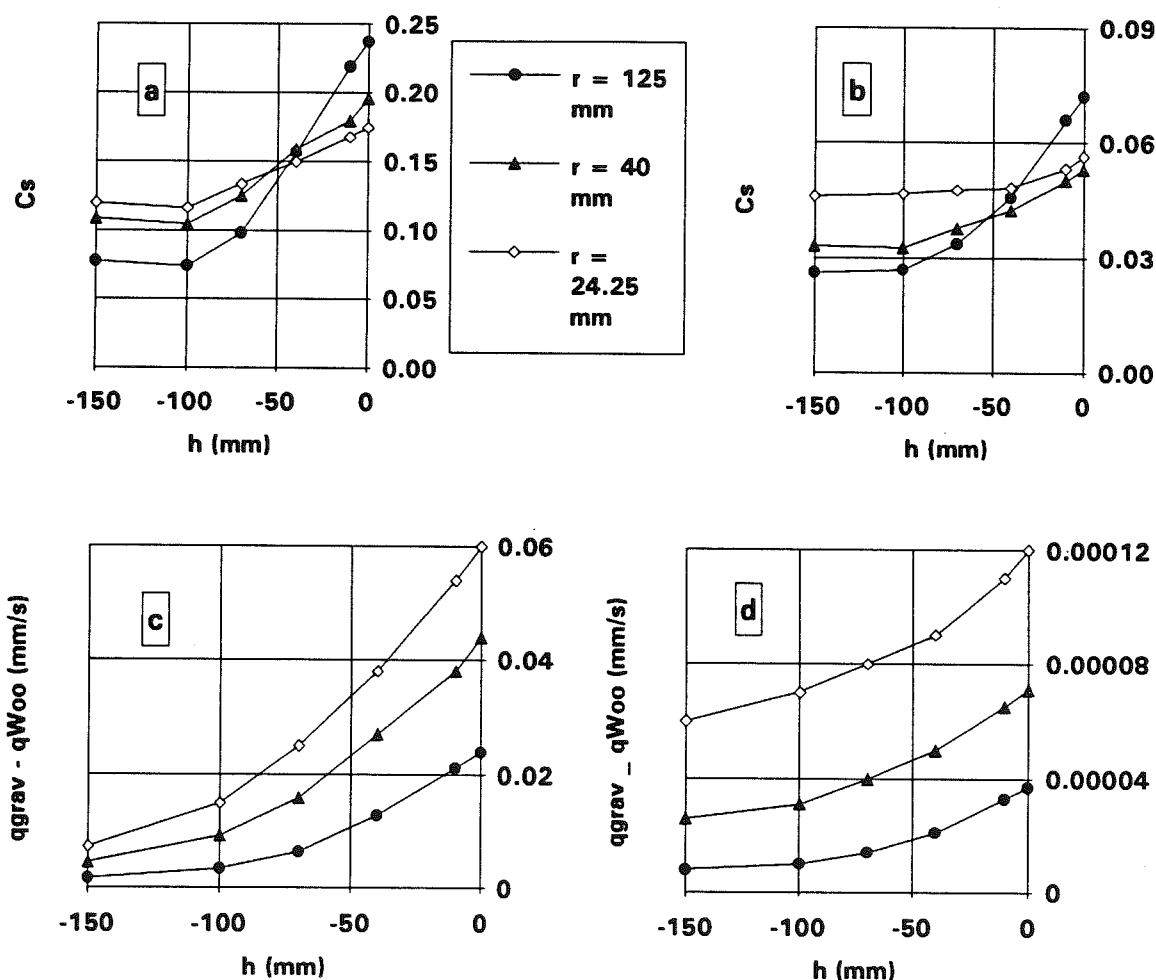 a
Cs
0.25
0.20
0.15
0.10
0.05
0.00
-150 -100 -50 0
h (mm)
r = 125
mm
r = 40
mm
r =
24.25
mm
b
Cs
0.09
0.06
0.03
0.00
-150 -100 -50 0
h (mm)
c
qgrav - qWoo (mm/s)
0.06
0.04
0.02
0
-150 -100 -50 0
h (mm)
d
qgrav _ qWoo (mm/s)
0.00012
0.00008
0.00004
0
-150 -100 -50 0
h (mm)